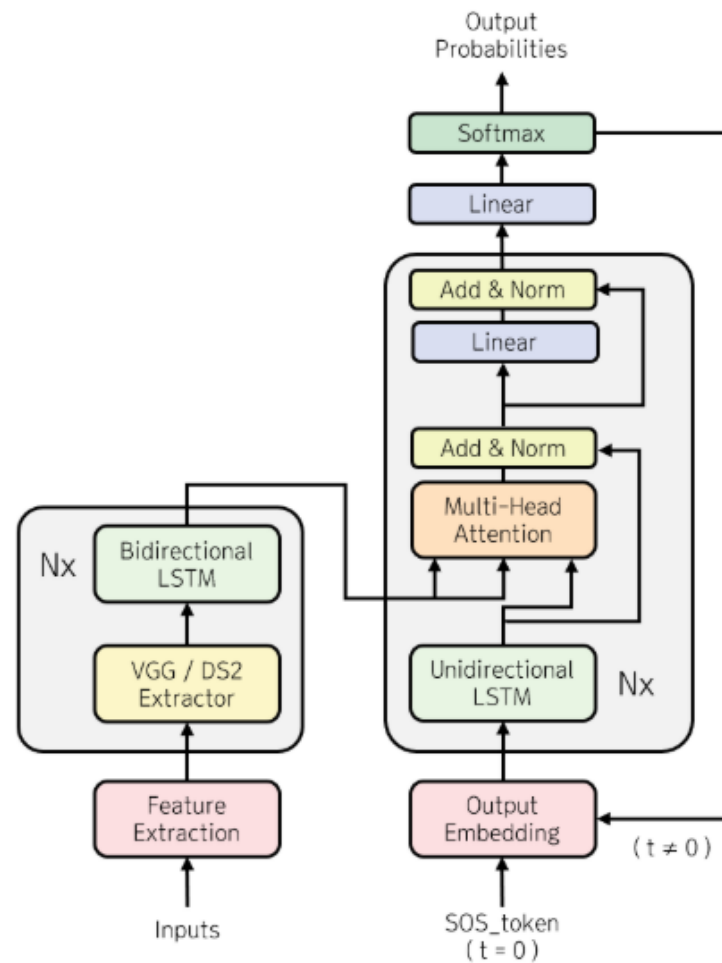 Output
Probabilities
Softmax
Linear
Add & Norm
Linear
Add & Norm
Multi-Head
Attention
Nx
Bidirectional
LSTM
VGG / DS2
Extractor
Unidirectional
LSTM
Nx
Feature
Extraction
Output
Embedding
( t ≠ 0 )
Inputs
SOS_token
( t = 0 )